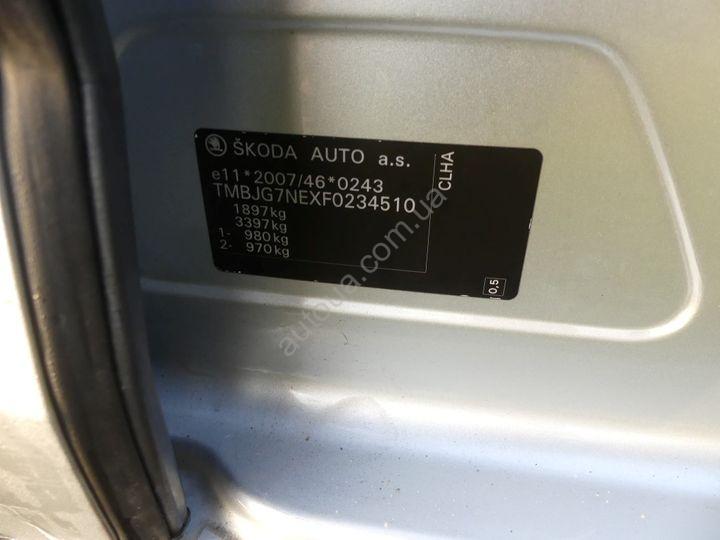 ŠKODA AUTO a.s.
e11*2007/46*0243
TMBJG7NEXF0234510
1897kg
3397kg
1- 980kg
2- 970kg
CLHA
0,5
autoua.com.ua